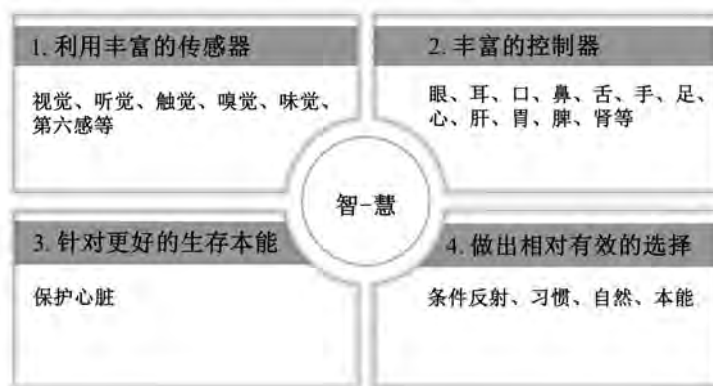 1. 利用丰富的传感器
视觉、听觉、触觉、嗅觉、味觉、
第六感等
2. 丰富的控制器
眼、耳、口、鼻、舌、手、足、
心、肝、胃、脾、肾等
智-慧
3. 针对更好的生存本能
保护心脏
4. 做出相对有效的选择
条件反射、习惯、自然、本能